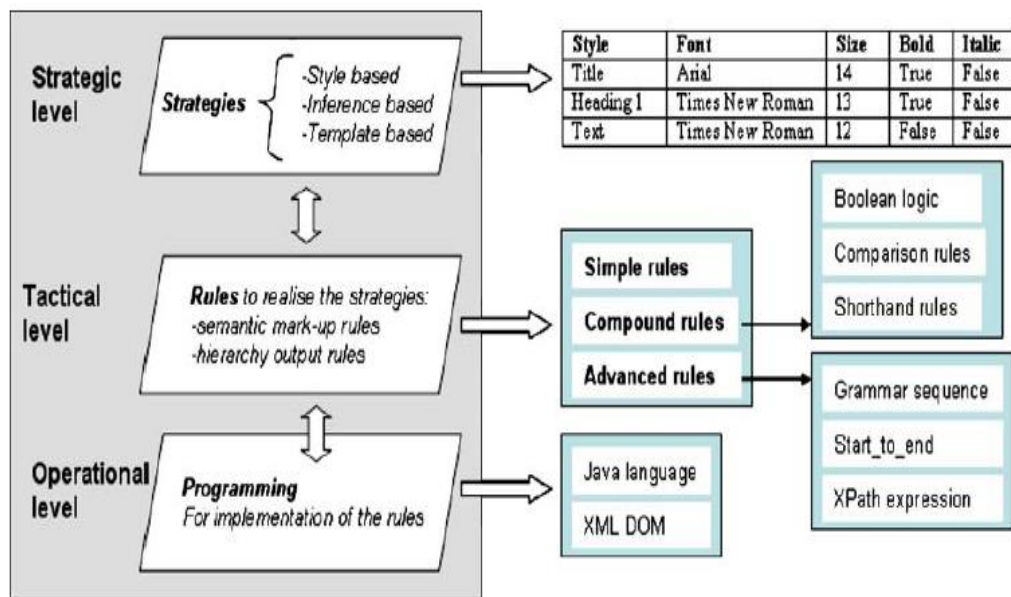 Strategic
level
Strategies
-Style based
-Inference based
-Template based
Style Font Size Bold Italic
Title Arial 14 True False
Heading 1 Times New Roman 13 True False
Text Times New Roman 12 False False
Tactical
level
Rules to realise the strategies:
-semantic mark-up rules
-hierarchy output rules
Simple rules
Compound rules
Advanced rules
Boolean logic
Comparison rules
Shorthand rules
Grammar sequence
Start_to_end
XPath expression
Operational
level
Programming
For implementation of the rules
Java language
XML DOM